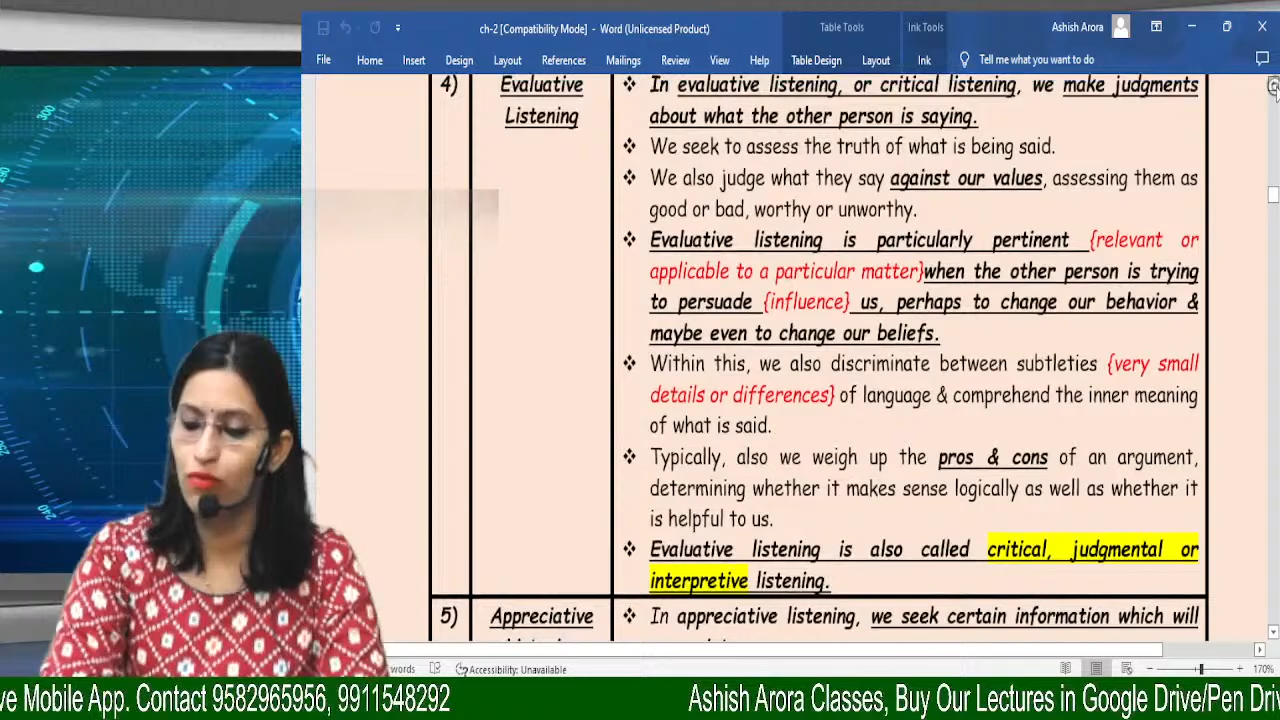 ch-2 [Compatibility Mode] - Word (Unlicensed Product)
Table Tools
Ink Tools
Ashish Arora
File Home Insert Design Layout References Mailings Review View Help Table Design Layout Ink Tell me what you want to do
4) Evaluative Listening
❖ In evaluative listening, or critical listening, we make judgments
about what the other person is saying.
❖ We seek to assess the truth of what is being said.
❖ We also judge what they say against our values, assessing them as
good or bad, worthy or unworthy.
❖ Evaluative listening is particularly pertinent {relevant or
applicable to a particular matter}when the other person is trying
to persuade {influence} us, perhaps to change our behavior &
maybe even to change our beliefs.
❖ Within this, we also discriminate between subtleties {very small
details or differences} of language & comprehend the inner meaning
of what is said.
❖ Typically, also we weigh up the pros & cons of an argument,
determining whether it makes sense logically as well as whether it
is helpful to us.
❖ Evaluative listening is also called critical, judgmental or
interpretive listening.
5) Appreciative
❖ In appreciative listening, we seek certain information which will
words
Accessibility: Unavailable
170%
ve Mobile App. Contact 9582965956, 9911548292
Ashish Arora Classes, Buy Our Lectures in Google Drive/Pen Driv